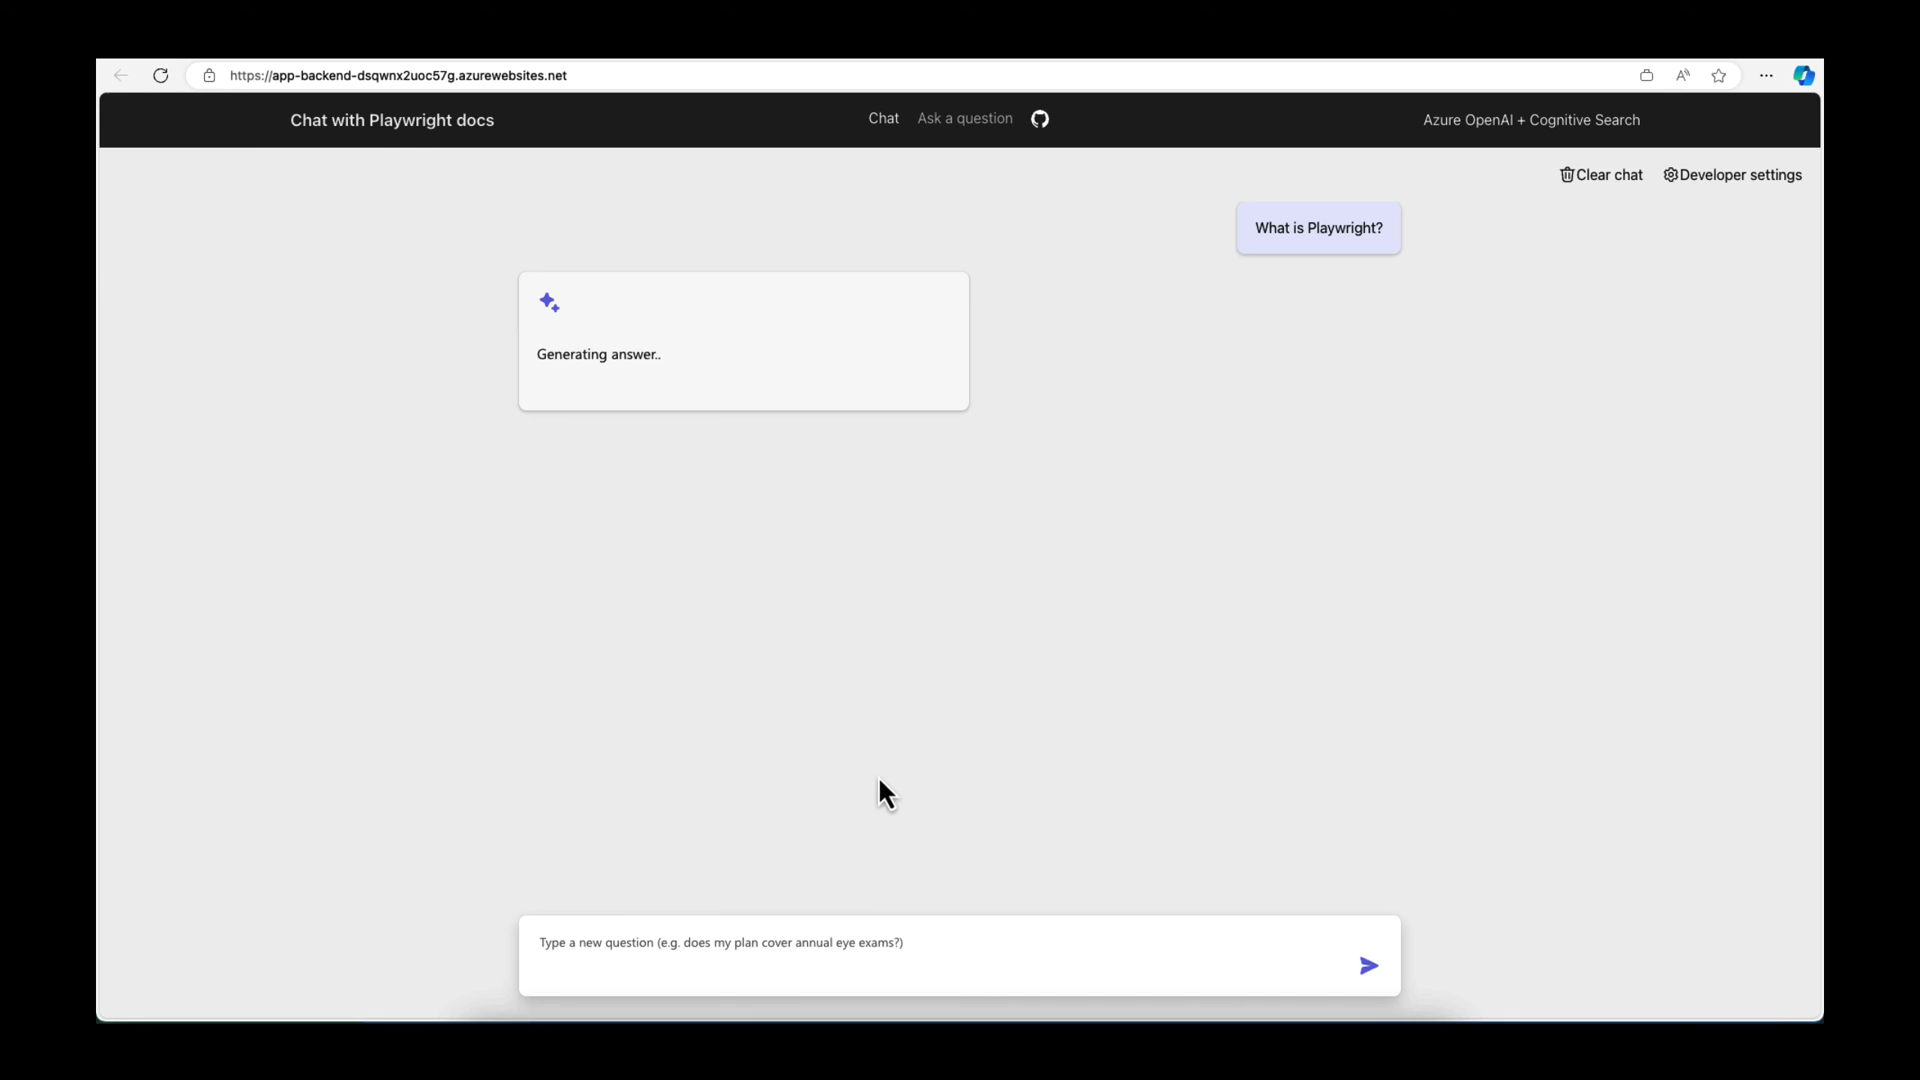 https://app-backend-dsqwnx2uoc57g.azurewebsites.net
Chat with Playwright docs
Chat
Ask a question
Azure OpenAI + Cognitive Search
Clear chat
Developer settings
What is Playwright?
Generating answer..
Type a new question (e.g. does my plan cover annual eye exams?)